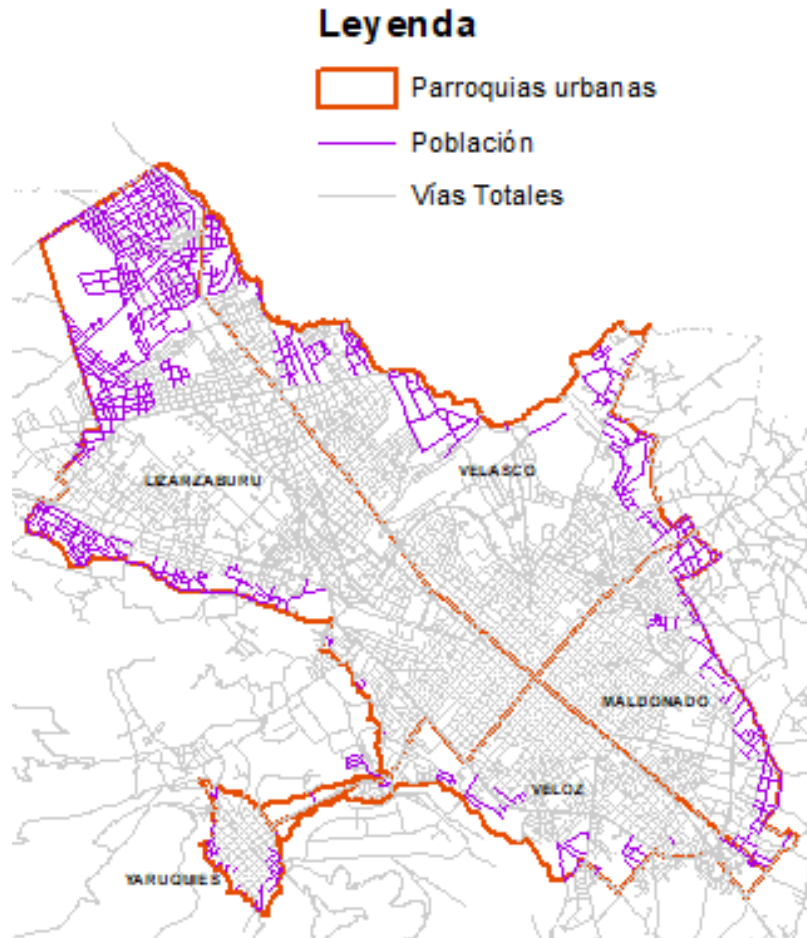 Leyenda
Parroquias urbanas
Población
Vías Totales
LIZARZABURU
VELASCO
MALDONADO
VELOZ
YARUQUIES